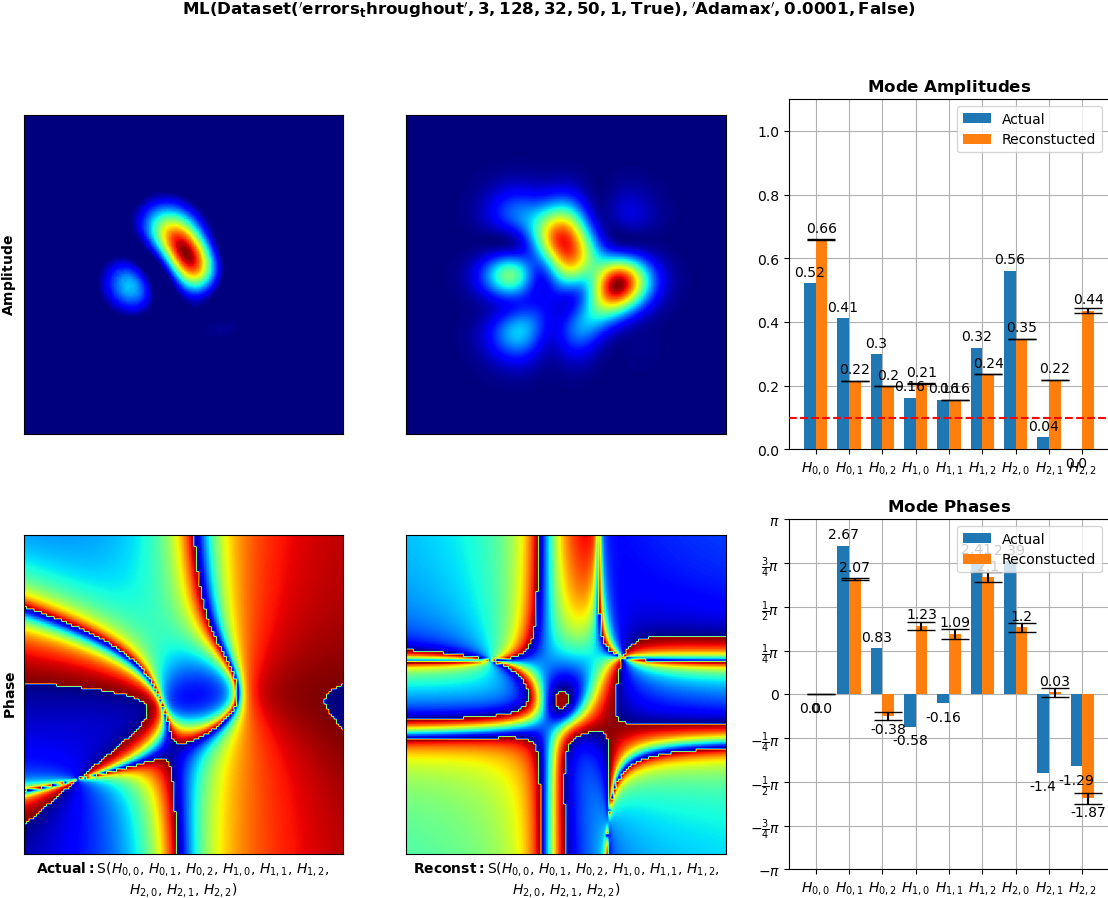 ML(Dataset('errors_throughout', 3, 128, 32, 50, 1, True), 'Adamax', 0.0001, False)
Amplitude
Mode Amplitudes
Actual
Reconstucted
1.0
0.8
0.6
0.4
0.2
0.0
0.52 0.66
0.41 0.22
0.3 0.2
0.16 0.21
0.16 0.16
0.32 0.24
0.56 0.35
0.04 0.22
0.0 0.44
H0,0 H0,1 H0,2 H1,0 H1,1 H1,2 H2,0 H2,1 H2,2
Phase
Mode Phases
Actual
Reconstucted
π
3/4π
1/2π
1/4π
0
−1/4π
−1/2π
−3/4π
−π
0.0 0.0
2.67 2.07
0.83 -0.38
-0.58 1.23
-0.16 1.09
2.41 2.1
2.39 1.2
-1.4 0.03
-1.29 -1.87
H0,0 H0,1 H0,2 H1,0 H1,1 H1,2 H2,0 H2,1 H2,2
Actual: S(H0,0, H0,1, H0,2, H1,0, H1,1, H1,2,
H2,0, H2,1, H2,2)
Reconst: S(H0,0, H0,1, H0,2, H1,0, H1,1, H1,2,
H2,0, H2,1, H2,2)